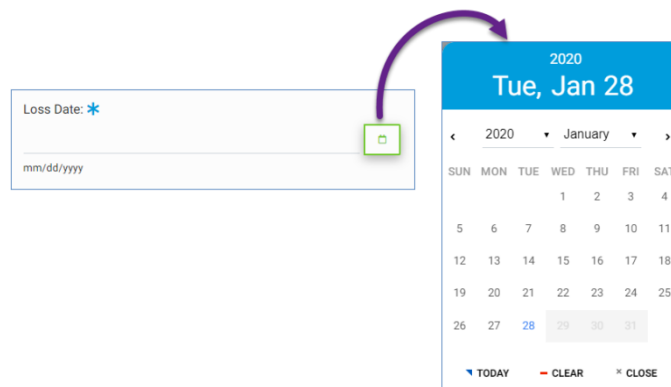 Loss Date: *
mm/dd/yyyy
2020
Tue, Jan 28
2020 January
SUN MON TUE WED THU FRI SAT
1 2 3 4
5 6 7 8 9 10 11
12 13 14 15 16 17 18
19 20 21 22 23 24 25
26 27 28 29 30 31
TODAY CLEAR × CLOSE